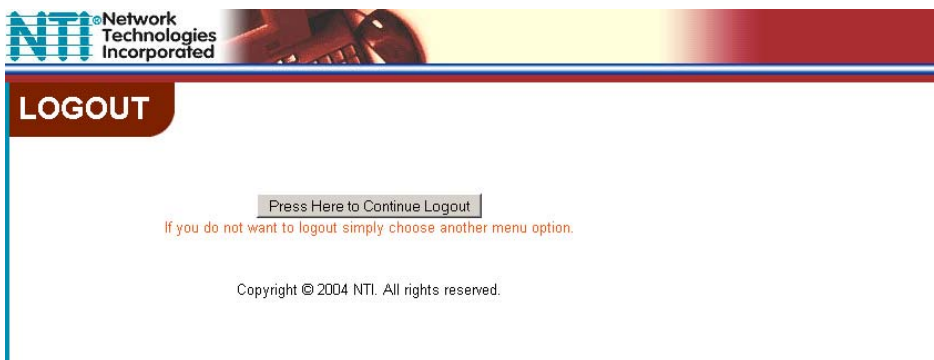 NTI ®Network
Technologies
Incorporated
LOGOUT
Press Here to Continue Logout
If you do not want to logout simply choose another menu option.
Copyright © 2004 NTI. All rights reserved.